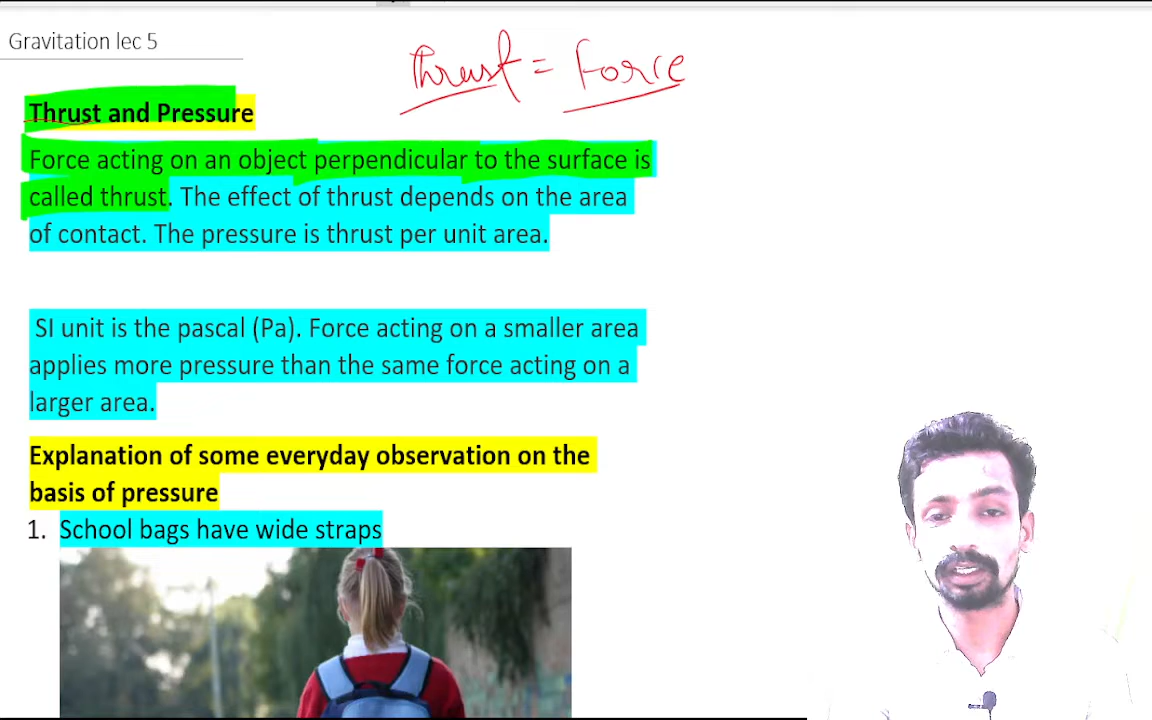 Gravitation lec 5
Thrust = Force
Thrust and Pressure
Force acting on an object perpendicular to the surface is
called thrust. The effect of thrust depends on the area
of contact. The pressure is thrust per unit area.
SI unit is the pascal (Pa). Force acting on a smaller area
applies more pressure than the same force acting on a
larger area.
Explanation of some everyday observation on the
basis of pressure
1. School bags have wide straps